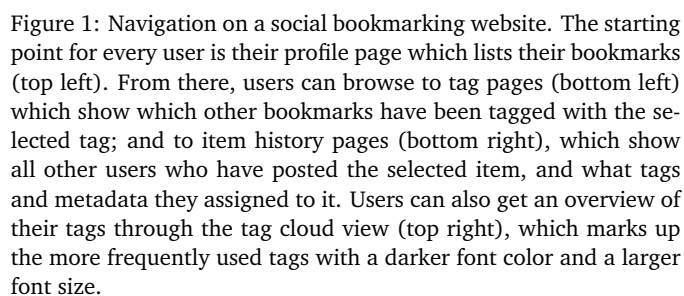 Figure 1: Navigation on a social bookmarking website. The starting
point for every user is their profile page which lists their bookmarks
(top left). From there, users can browse to tag pages (bottom left)
which show which other bookmarks have been tagged with the se-
lected tag; and to item history pages (bottom right), which show
all other users who have posted the selected item, and what tags
and metadata they assigned to it. Users can also get an overview of
their tags through the tag cloud view (top right), which marks up
the more frequently used tags with a darker font color and a larger
font size.